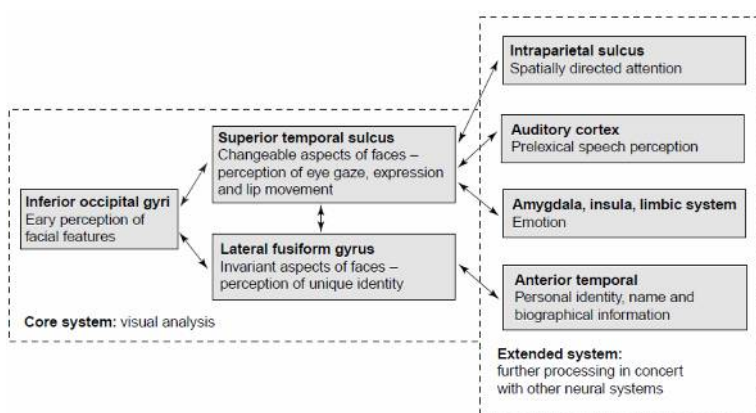 Inferior occipital gyri
Eary perception of
facial features
Superior temporal sulcus
Changeable aspects of faces –
perception of eye gaze, expression
and lip movement
Lateral fusiform gyrus
Invariant aspects of faces –
perception of unique identity
Core system: visual analysis
Intraparietal sulcus
Spatially directed attention
Auditory cortex
Prelexical speech perception
Amygdala, insula, limbic system
Emotion
Anterior temporal
Personal identity, name and
biographical information
Extended system:
further processing in concert
with other neural systems